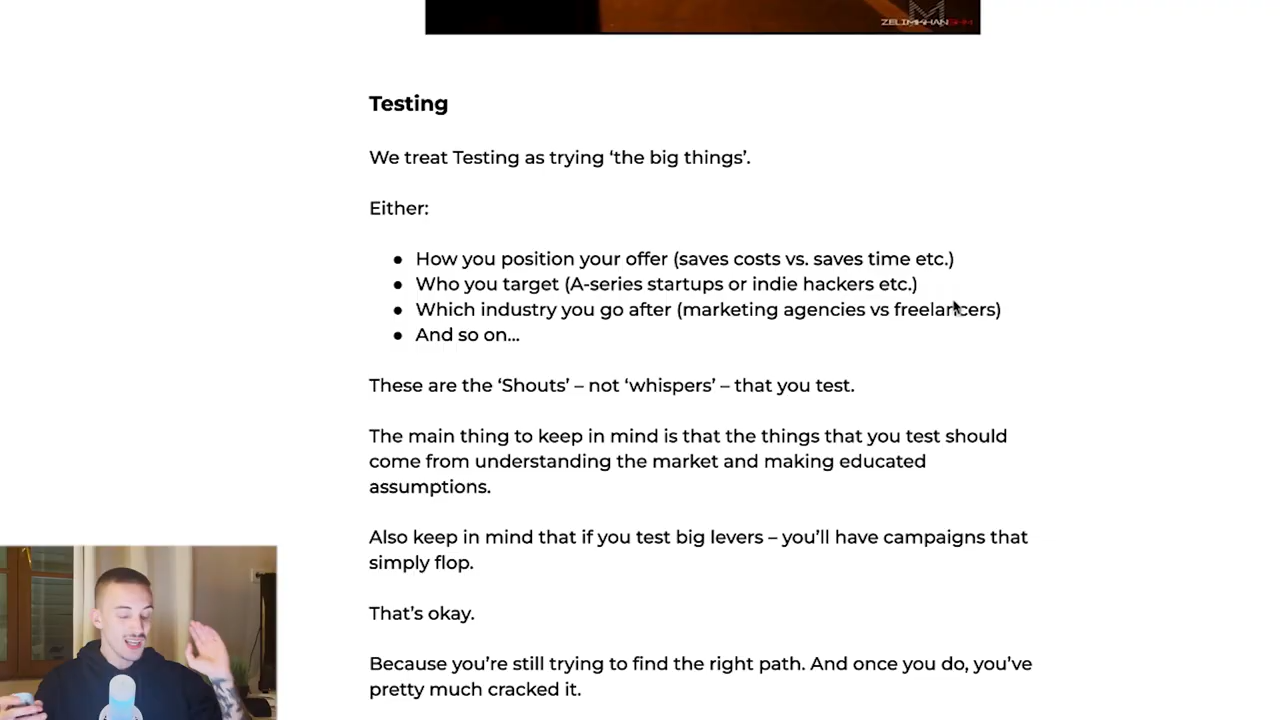 ZELIMKHANSHM
Testing
We treat Testing as trying ‘the big things’.
Either:
● How you position your offer (saves costs vs. saves time etc.)
● Who you target (A-series startups or indie hackers etc.)
● Which industry you go after (marketing agencies vs freelancers)
● And so on...
These are the ‘Shouts’ – not ‘whispers’ – that you test.
The main thing to keep in mind is that the things that you test should
come from understanding the market and making educated
assumptions.
Also keep in mind that if you test big levers – you’ll have campaigns that
simply flop.
That’s okay.
Because you’re still trying to find the right path. And once you do, you’ve
pretty much cracked it.